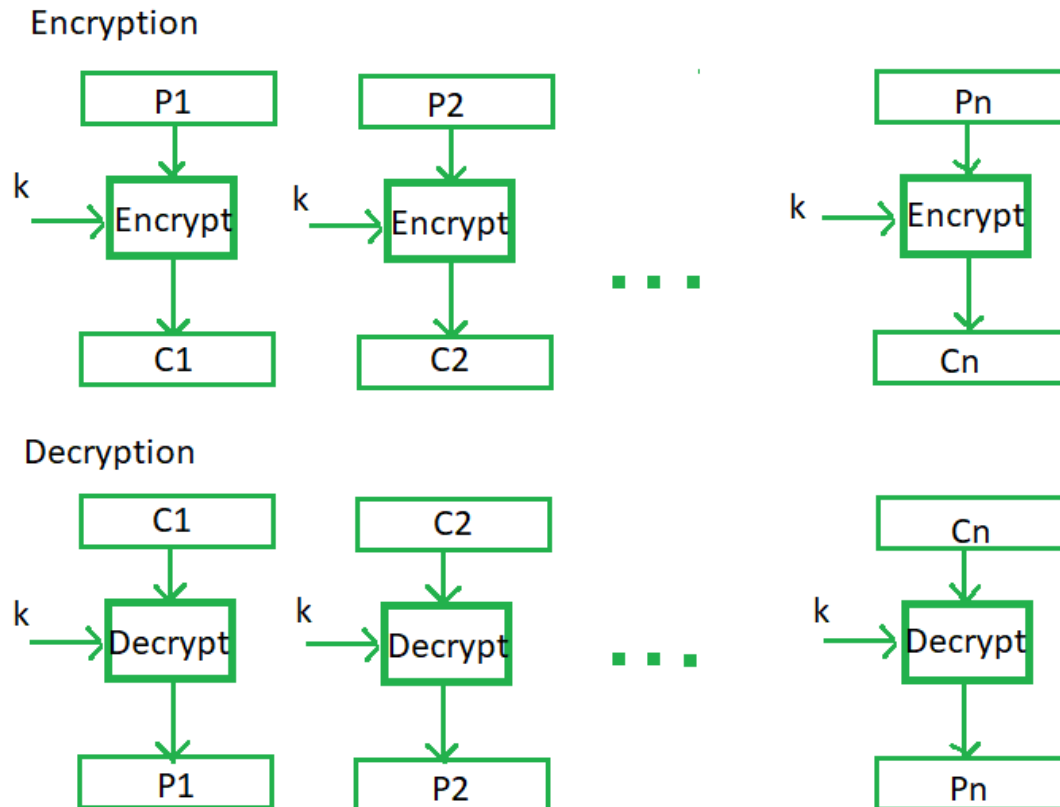 Encryption
P1 P2 Pn
k Encrypt k Encrypt k Encrypt
C1 C2 Cn
Decryption
C1 C2 Cn
k Decrypt k Decrypt k Decrypt
P1 P2 Pn